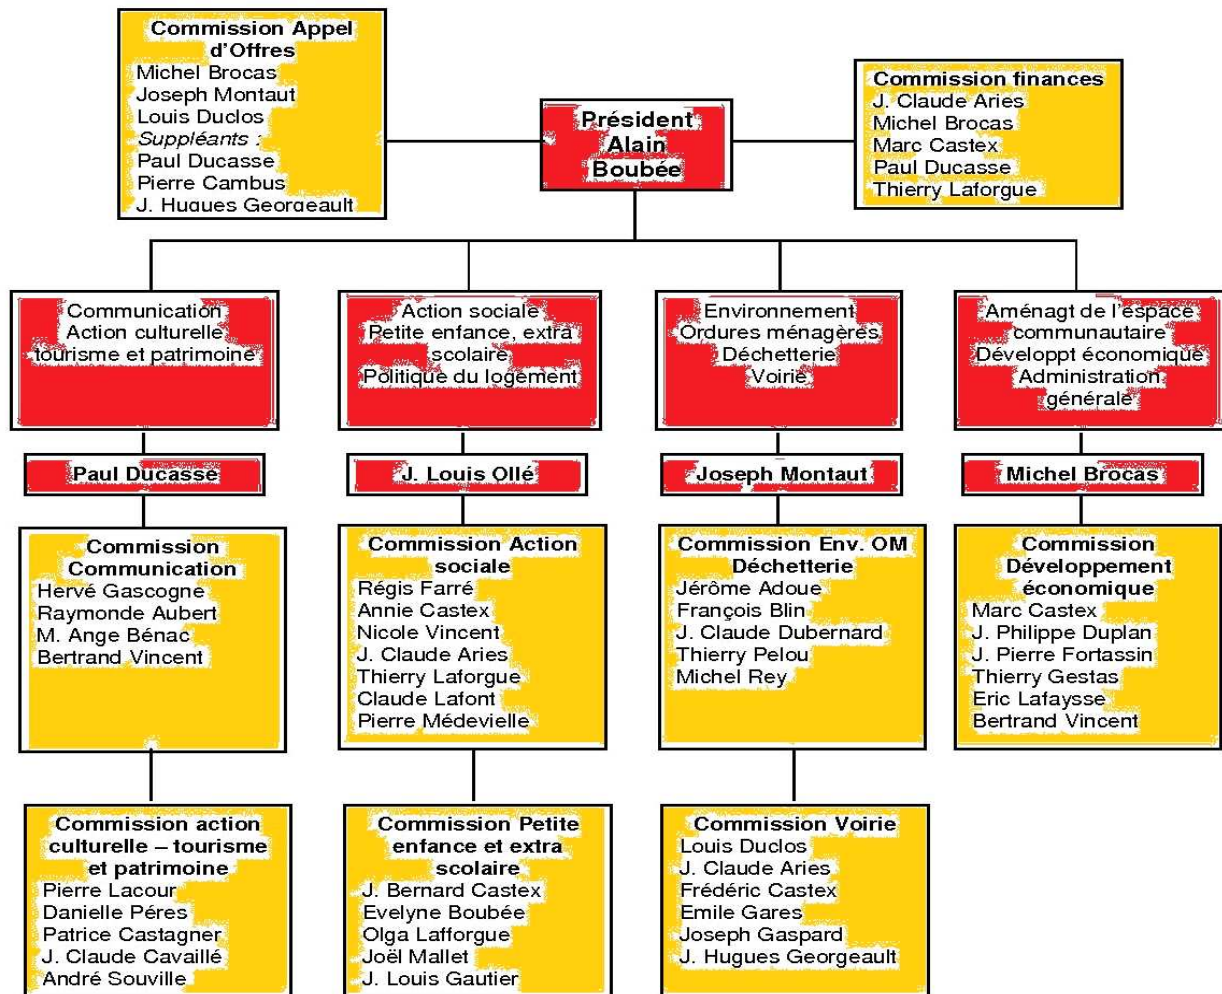 Commission Appel
d'Offres
Michel Brocas
Joseph Montaut
Louis Duclos
Suppléants :
Paul Ducasse
Pierre Cambus
J. Hugues Georgeault
Président
Alain
Boubée
Commission finances
J. Claude Aries
Michel Brocas
Marc Castex
Paul Ducasse
Thierry Laforgue
Communication
Action culturelle
tourisme et patrimoine
Action sociale
Petite enfance, extra
scolaire
Politique du logement
Environnement
Ordures ménagères
Déchetterie
Voirie
Aménagt de l'espace
communautaire
Développt économique
Administration
générale
Paul Ducasse
J. Louis Ollé
Joseph Montaut
Michel Brocas
Commission
Communication
Hervé Gascogne
Raymonde Aubert
M. Ange Bénac
Bertrand Vincent
Commission Action
sociale
Régis Farré
Annie Castex
Nicole Vincent
J. Claude Aries
Thierry Laforgue
Claude Lafont
Pierre Médevielle
Commission Env. OM
Déchetterie
Jérôme Adoue
François Blin
J. Claude Dubernard
Thierry Pelou
Michel Rey
Commission
Développement
économique
Marc Castex
J. Philippe Duplan
J. Pierre Fortassin
Thierry Gestas
Eric Lafaysse
Bertrand Vincent
Commission action
culturelle – tourisme
et patrimoine
Pierre Lacour
Danielle Péres
Patrice Castagner
J. Claude Cavaillé
André Souville
Commission Petite
enfance et extra
scolaire
J. Bernard Castex
Evelyne Boubée
Olga Lafforgue
Joël Mallet
J. Louis Gautier
Commission Voirie
Louis Duclos
J. Claude Aries
Frédéric Castex
Emile Gares
Joseph Gaspard
J. Hugues Georgeault